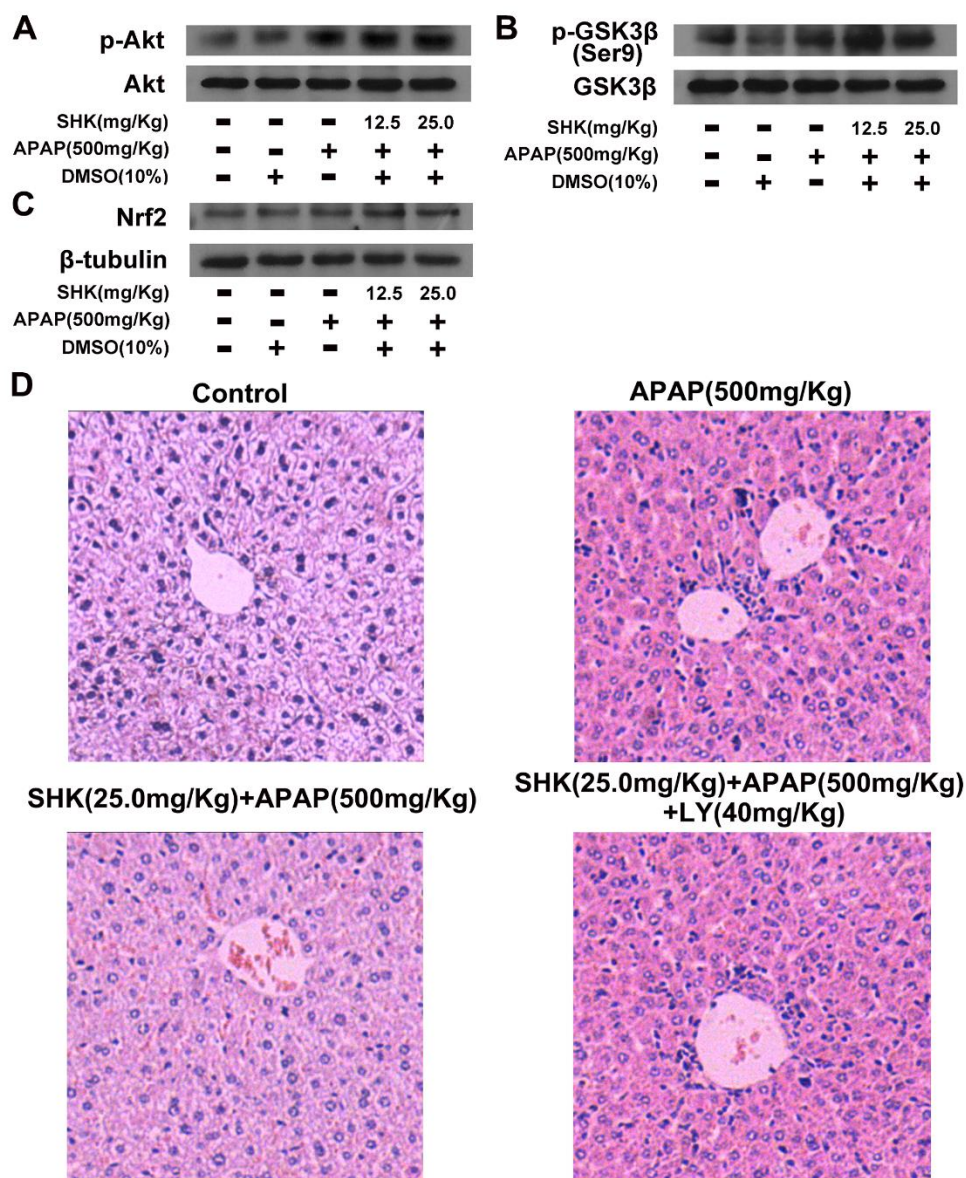 A
p-Akt
Akt
SHK(mg/Kg) - - - 12.5 25.0
APAP(500mg/Kg) - - + + +
DMSO(10%) - + - + +
B
p-GSK3β
(Ser9)
GSK3β
SHK(mg/Kg) - - - 12.5 25.0
APAP(500mg/Kg) - - + + +
DMSO(10%) - + - + +
C
Nrf2
β-tubulin
SHK(mg/Kg) - - - 12.5 25.0
APAP(500mg/Kg) - - + + +
DMSO(10%) - + - + +
D
Control
APAP(500mg/Kg)
SHK(25.0mg/Kg)+APAP(500mg/Kg)
SHK(25.0mg/Kg)+APAP(500mg/Kg)
+LY(40mg/Kg)